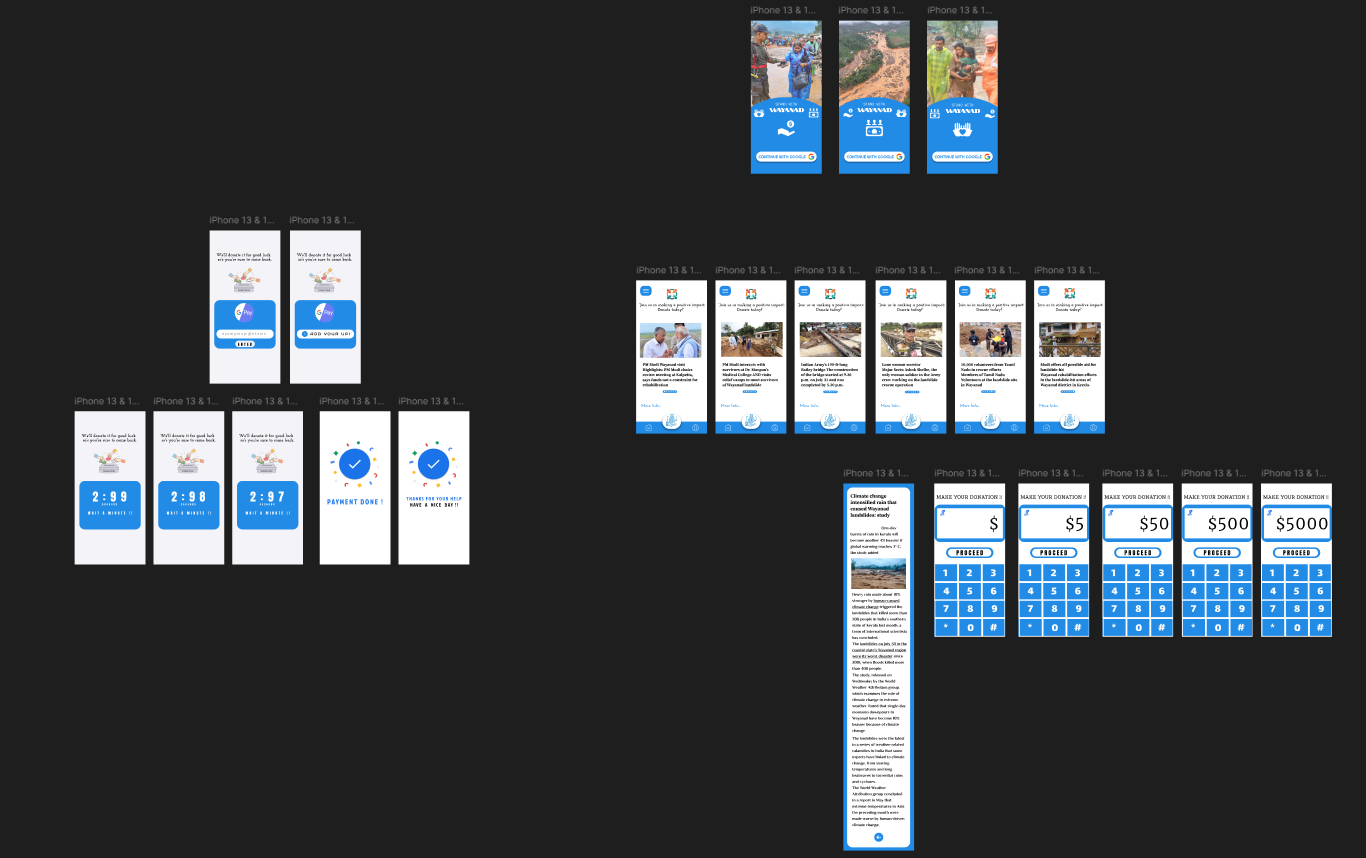 iPhone 13 & 1...
iPhone 13 & 1...
iPhone 13 & 1...
STAND WITH
WAYANAD
CONTINUE WITH GOOGLE
STAND WITH
WAYANAD
CONTINUE WITH GOOGLE
STAND WITH
WAYANAD
CONTINUE WITH GOOGLE
iPhone 13 & 1...
iPhone 13 & 1...
We'll donate it for good luck
so you're sure to come back.
G Pay
ENTER
We'll donate it for good luck
so you're sure to come back.
G Pay
ADD YOUR UPI
iPhone 13 & 1...
iPhone 13 & 1...
iPhone 13 & 1...
iPhone 13 & 1...
iPhone 13 & 1...
iPhone 13 & 1...
Join us in making a positive impact
Donate today!
PM Modi Wayanad visit
Highlights: PM Modi chairs
review meeting at Kalpetta,
says funds not a constraint for
rehabilitation
More Info..
Join us in making a positive impact
Donate today!
PM Modi interacts with
survivors at Dr. Moopen's
Medical College AND visits
relief camps to meet survivors
of Wayanad landslide
More Info..
Join us in making a positive impact
Donate today!
Indian Army's 190-ft-long
Bailey bridge The construction
of the bridge started at 9.30
p.m. on July 31 and was
completed by 5.30 p.m.
More Info..
Join us in making a positive impact
Donate today!
Lone woman warrior
Major Seeta Ashok Shelke, the
only woman soldier in the Army
crew working on the landslide
rescue operation
More Info..
Join us in making a positive impact
Donate today!
10,000 volunteers from Tamil
Nadu in rescue efforts
Members of Tamil Nadu
Volunteers at the landslide site
in Wayanad
More Info..
Join us in making a positive impact
Donate today!
Modi offers all possible aid for
landslide-hit
Wayanad rehabilitation efforts
in the landslide-hit areas of
Wayanad district in Kerala.
More Info..
iPhone 13 & 1...
iPhone 13 & 1...
iPhone 13 & 1...
iPhone 13 & 1...
iPhone 13 & 1...
We'll donate it for good luck
so you're sure to come back.
2:99
WAIT A MINUTE !!
We'll donate it for good luck
so you're sure to come back.
2:98
WAIT A MINUTE !!
We'll donate it for good luck
so you're sure to come back.
2:97
WAIT A MINUTE !!
PAYMENT DONE !
THANKS FOR YOUR HELP
HAVE A NICE DAY !!
iPhone 13 & 1...
iPhone 13 & 1...
iPhone 13 & 1...
iPhone 13 & 1...
iPhone 13 & 1...
iPhone 13 & 1...
Climate change
intensified rain that
caused Wayanad
landslides: study
One-day
bursts of rain in Kerala will
become another 4% heavier if
global warming reaches 2°C,
the study added
Heavy rain made about 10%
stronger by human-caused
climate change triggered the
landslides that killed more than
200 people in India's southern
state of Kerala last month, a
team of international scientists
has concluded.
The landslides on July 30 in the
coastal state's Wayanad region
were its worst disaster since
2018, when floods killed more
than 400 people.
The study, released on
Wednesday by the World
Weather Attribution group,
which examines the role of
climate change in extreme
weather, found that single-day
monsoon downpours in
Wayanad have become 10%
heavier because of climate
change.
The landslides were the latest
in a series of weather-related
calamities in India that some
experts have linked to climate
change, from soaring
temperatures and long
heatwaves to torrential rains
and cyclones.
The World Weather
Attribution group concluded
in a report in May that
extreme temperatures in Asia
the preceding month were
made worse by human-driven
climate change.
MAKE YOUR DONATION !!
$
PROCEED
1 2 3
4 5 6
7 8 9
* 0 #
MAKE YOUR DONATION !!
$5
PROCEED
1 2 3
4 5 6
7 8 9
* 0 #
MAKE YOUR DONATION !!
$50
PROCEED
1 2 3
4 5 6
7 8 9
* 0 #
MAKE YOUR DONATION !!
$500
PROCEED
1 2 3
4 5 6
7 8 9
* 0 #
MAKE YOUR DONATION !!
$5000
PROCEED
1 2 3
4 5 6
7 8 9
* 0 #